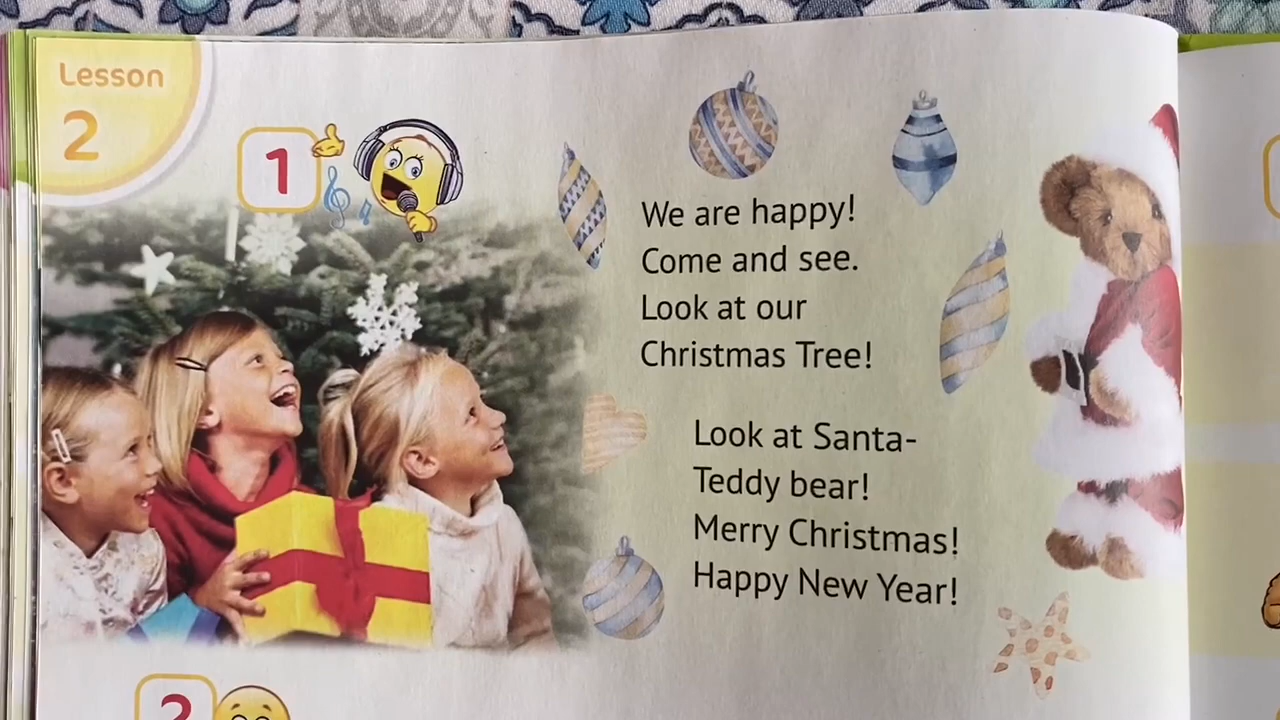 Lesson
2
1
We are happy!
Come and see.
Look at our
Christmas Tree!
Look at Santa-
Teddy bear!
Merry Christmas!
Happy New Year!
2